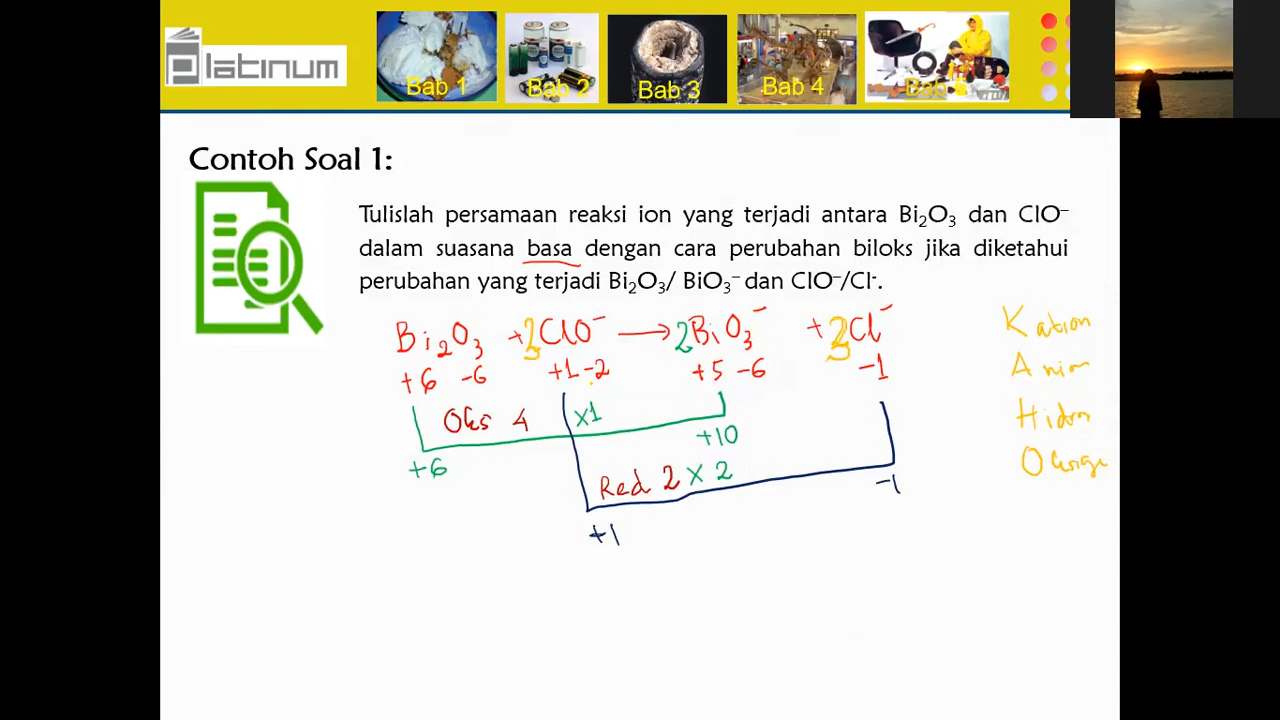 Platinum
Bab 1
Bab 2
Bab 3
Bab 4
Contoh Soal 1:
Tulislah persamaan reaksi ion yang terjadi antara Bi₂O₃ dan ClO⁻
dalam suasana basa dengan cara perubahan biloks jika diketahui
perubahan yang terjadi Bi₂O₃/ BiO₃⁻ dan ClO⁻/Cl⁻.
Bi₂O₃ + 2ClO⁻ → 2BiO₃⁻ + 2Cl⁻
+6 -6 +1 -2 +5 -6 -1
Oks 4 x1
+10
+6
Red 2 x 2
-1
+1
Kation
Anion
Hidro
Oksige